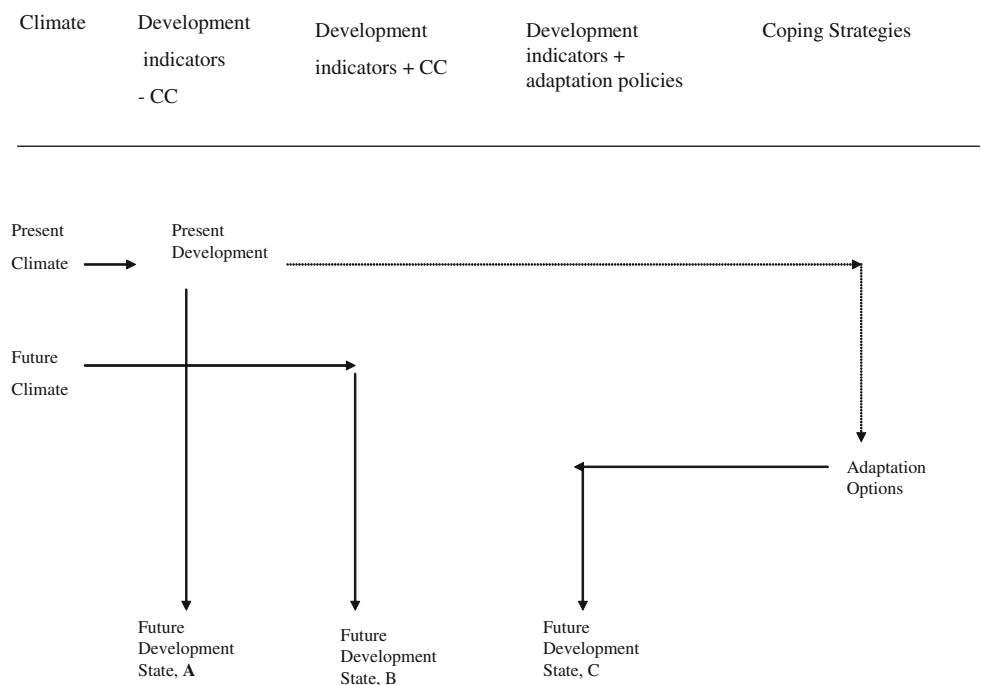 Climate
Development
indicators
- CC
Development
indicators + CC
Development
indicators +
adaptation policies
Coping Strategies
Present
Climate
Present
Development
Future
Climate
Adaptation
Options
Future
Development
State, A
Future
Development
State, B
Future
Development
State, C